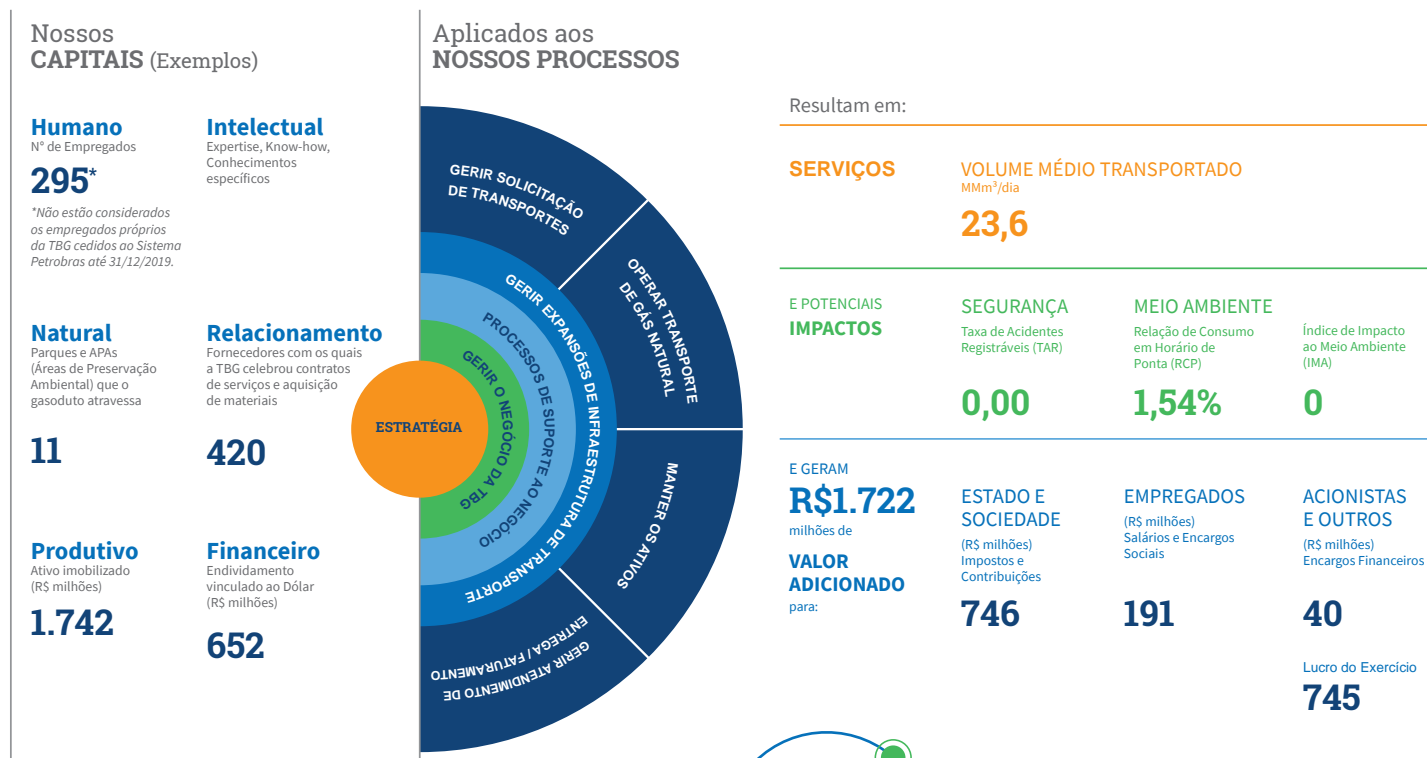 Nossos
CAPITAIS (Exemplos)
Humano
N° de Empregados
295*
*Não estão considerados
os empregados próprios
da TBG cedidos ao Sistema
Petrobras até 31/12/2019.
Intelectual
Expertise, Know-how,
Conhecimentos
específicos
Natural
Parques e APAs
(Áreas de Preservação
Ambiental) que o
gasoduto atravessa
11
Relacionamento
Fornecedores com os quais
a TBG celebrou contratos
de serviços e aquisição
de materiais
420
Produtivo
Ativo imobilizado
(R$ milhões)
1.742
Financeiro
Endividamento
vinculado ao Dólar
(R$ milhões)
652
Aplicados aos
NOSSOS PROCESSOS
GERIR SOLICITAÇÃO
DE TRANSPORTES
OPERAR TRANSPORTE
DE GÁS NATURAL
MANTER OS ATIVOS
GERIR ATENDIMENTO DE
ENTREGA / FATURAMENTO
GERIR EXPANSÕES DE INFRAESTRUTURA DE TRANSPORTE
PROCESSOS DE SUPORTE AO NEGÓCIO
GERIR O NEGÓCIO DA TBG
ESTRATÉGIA
Resultam em:
SERVIÇOS
VOLUME MÉDIO TRANSPORTADO
MMm³/dia
23,6
E POTENCIAIS
IMPACTOS
SEGURANÇA
Taxa de Acidentes
Registráveis (TAR)
0,00
MEIO AMBIENTE
Relação de Consumo
em Horário de
Ponta (RCP)
1,54%
Índice de Impacto
ao Meio Ambiente
(IMA)
0
E GERAM
R$1.722
milhões de
VALOR
ADICIONADO
para:
ESTADO E
SOCIEDADE
(R$ milhões)
Impostos e
Contribuições
746
EMPREGADOS
(R$ milhões)
Salários e Encargos
Sociais
191
ACIONISTAS
E OUTROS
(R$ milhões)
Encargos Financeiros
40
Lucro do Exercício
745